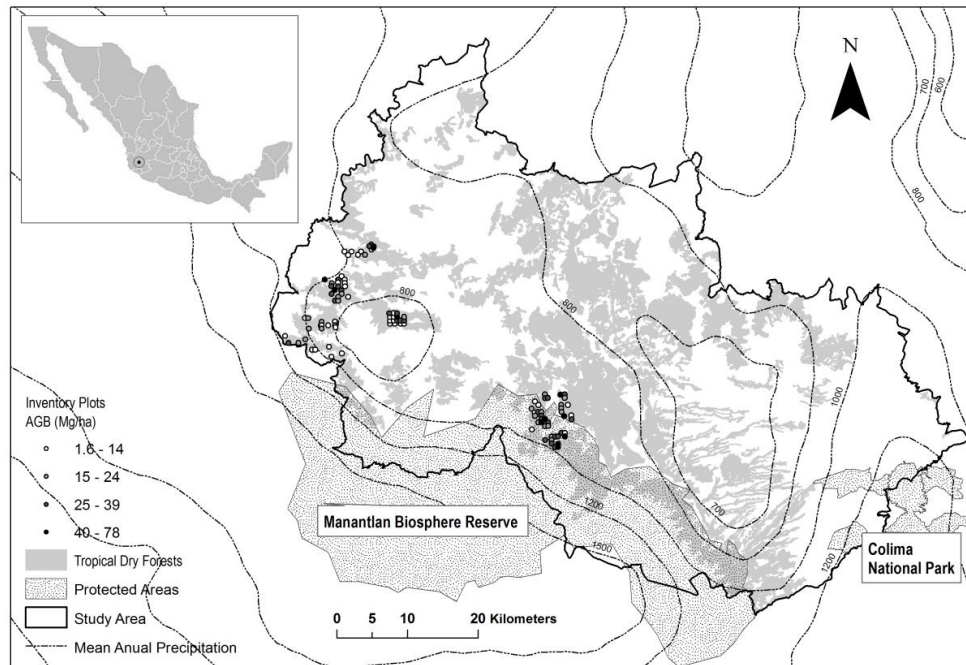 N
700
600
800
800
800
1000
Inventory Plots
AGB (Mg/ha)
1.6 - 14
15 - 24
25 - 39
40 - 78
Tropical Dry Forests
Protected Areas
Study Area
Mean Anual Precipitation
700
Manantlan Biosphere Reserve
1200
1500
1200
Colima
National Park
0 5 10 20 Kilometers